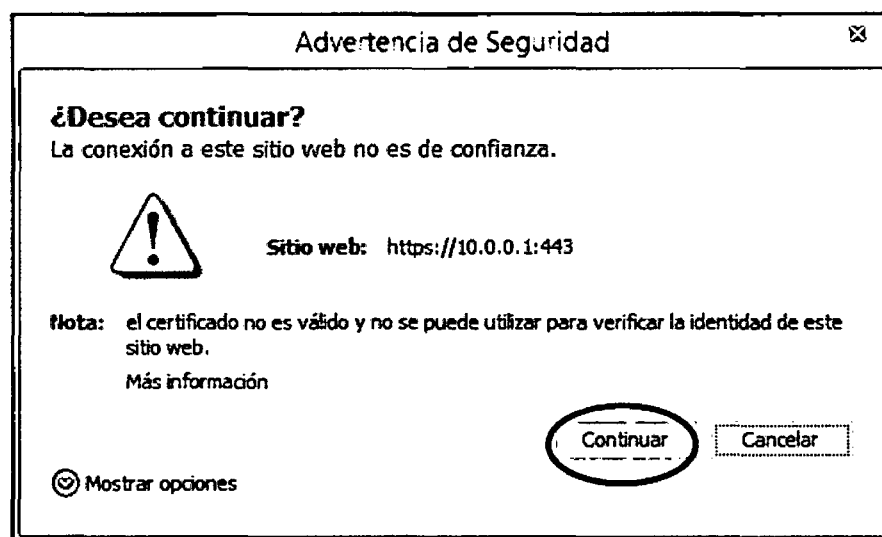 Advertencia de Seguridad
¿Desea continuar?
La conexión a este sitio web no es de confianza.
Sitio web: https://10.0.0.1:443
Nota: el certificado no es válido y no se puede utilizar para verificar la identidad de este
sitio web.
Más información
Continuar Cancelar
Mostrar opciones